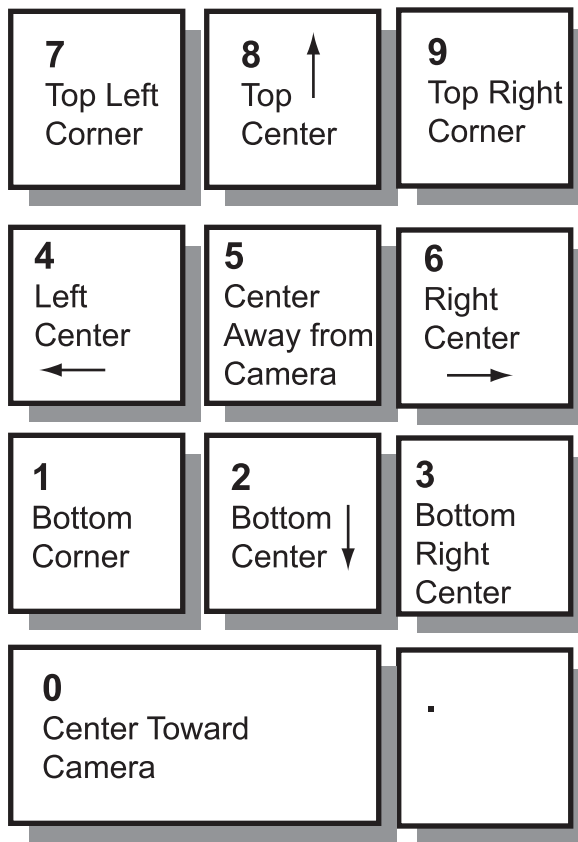 7
Top Left
Corner
8
Top
Center
9
Top Right
Corner
4
Left
Center
5
Center
Away from
Camera
6
Right
Center
1
Bottom
Corner
2
Bottom
Center
3
Bottom
Right
Center
0
Center Toward
Camera
.